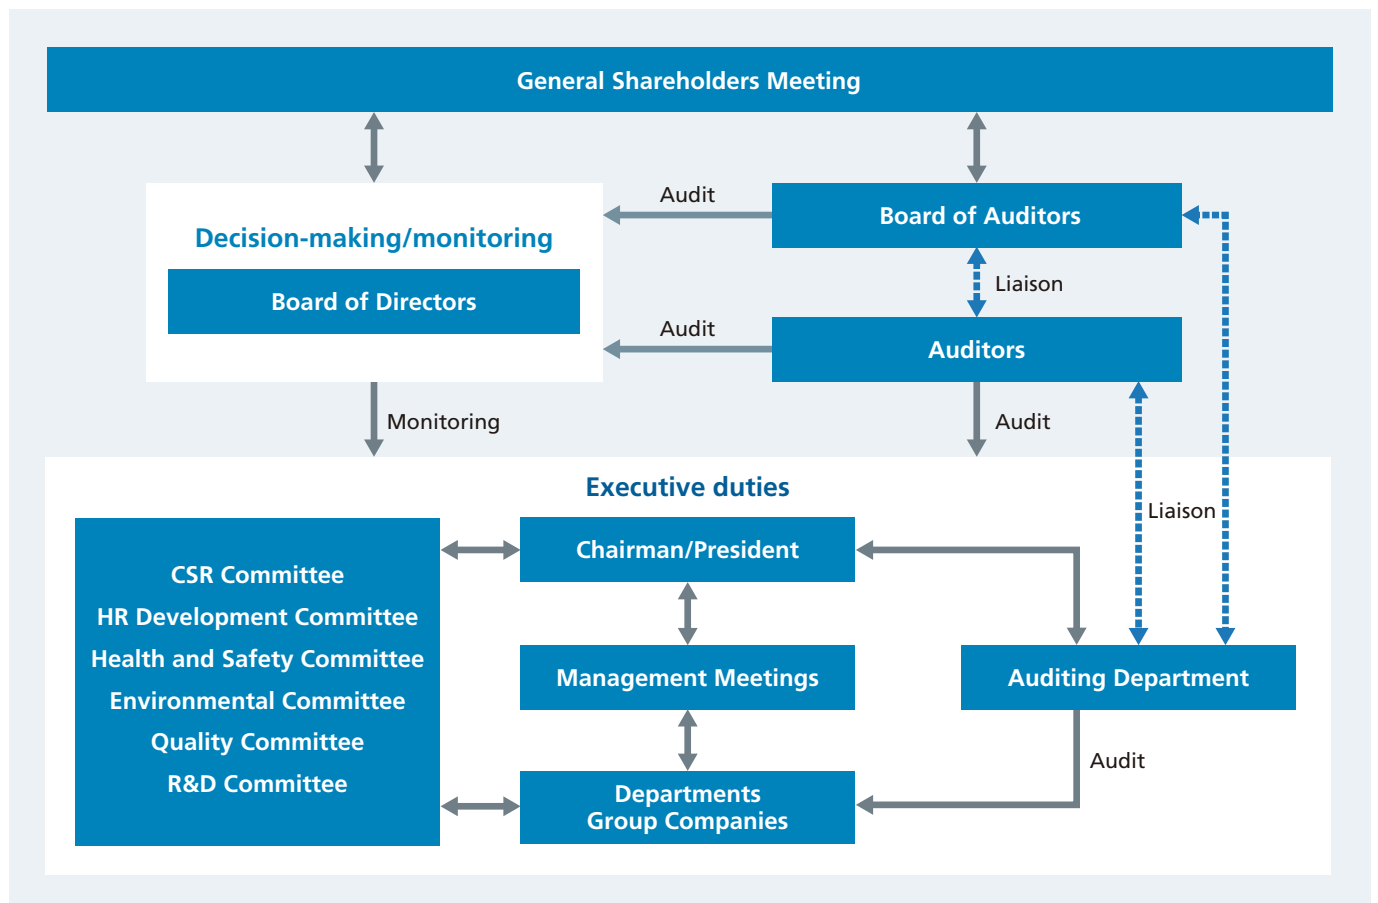 General Shareholders Meeting
Audit
Board of Auditors
Decision-making/monitoring
Liaison
Board of Directors
Audit
Auditors
Monitoring
Audit
Executive duties
Liaison
CSR Committee
HR Development Committee
Health and Safety Committee
Environmental Committee
Quality Committee
R&D Committee
Chairman/President
Management Meetings
Auditing Department
Audit
Departments
Group Companies